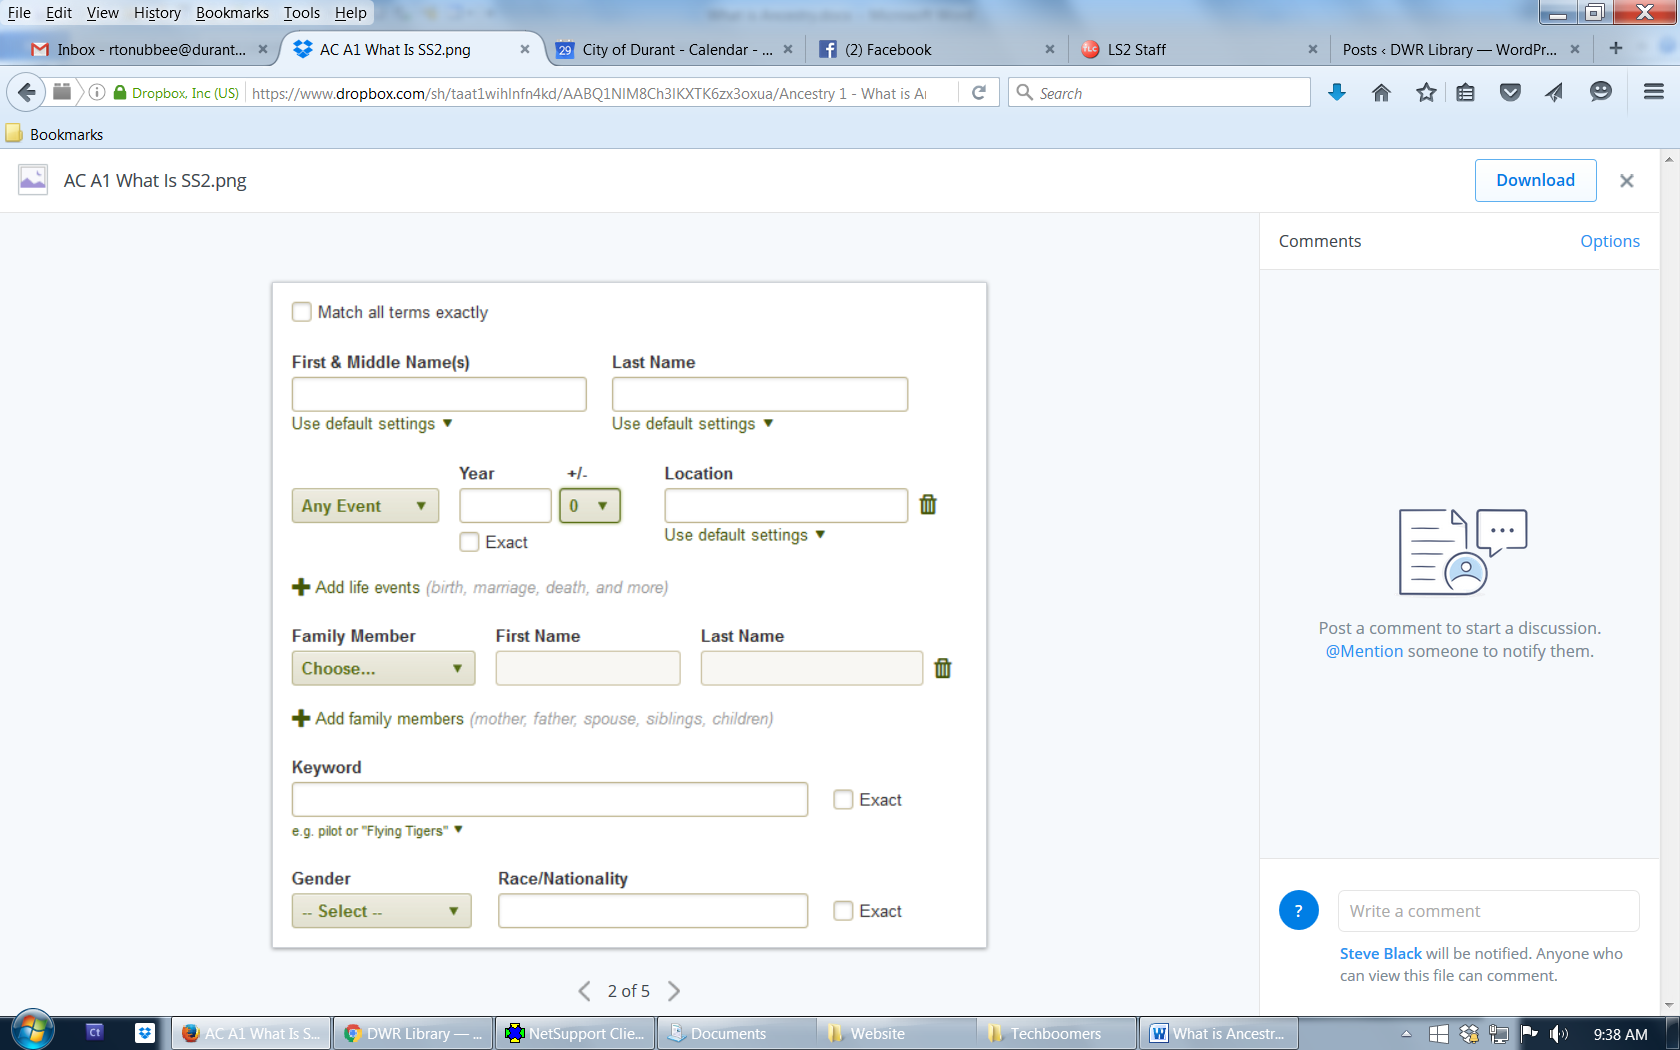 File Edit View History Bookmarks Tools Help
Inbox - rtonubbee@durant... AC A1 What Is SS2.png 29 City of Durant - Calendar - ... (2) Facebook LS2 Staff Posts ‹ DWR Library — WordPr...
Dropbox, Inc (US) https://www.dropbox.com/sh/taat1wihlnfn4kd/AABQ1NIM8Ch3IKXTK6zx3oxua/Ancestry 1 - What is Ar Search
Bookmarks
AC A1 What Is SS2.png Download
Comments Options
Match all terms exactly
First & Middle Name(s) Last Name
Use default settings ▼ Use default settings ▼
Year +/- Location
Any Event ▼ 0 ▼
Exact Use default settings ▼
Add life events (birth, marriage, death, and more)
Family Member First Name Last Name
Choose... ▼
Add family members (mother, father, spouse, siblings, children)
Keyword
Exact
e.g. pilot or "Flying Tigers" ▼
Gender Race/Nationality
-- Select -- ▼ Exact
2 of 5
Post a comment to start a discussion.
@Mention someone to notify them.
? Write a comment
Steve Black will be notified. Anyone who
can view this file can comment.
Ct AC A1 What Is S... DWR Library — ... NetSupport Clie... Documents Website Techboomers What is Ancestr... 9:38 AM